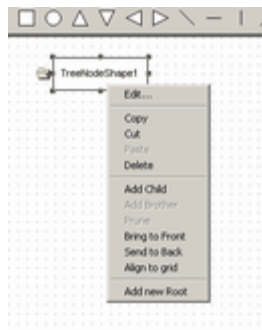 TreeNodeShape1
Edit...
Copy
Cut
Paste
Delete
Add Child
Add Brother
Prune
Bring to Front
Send to Back
Align to grid
Add new Root